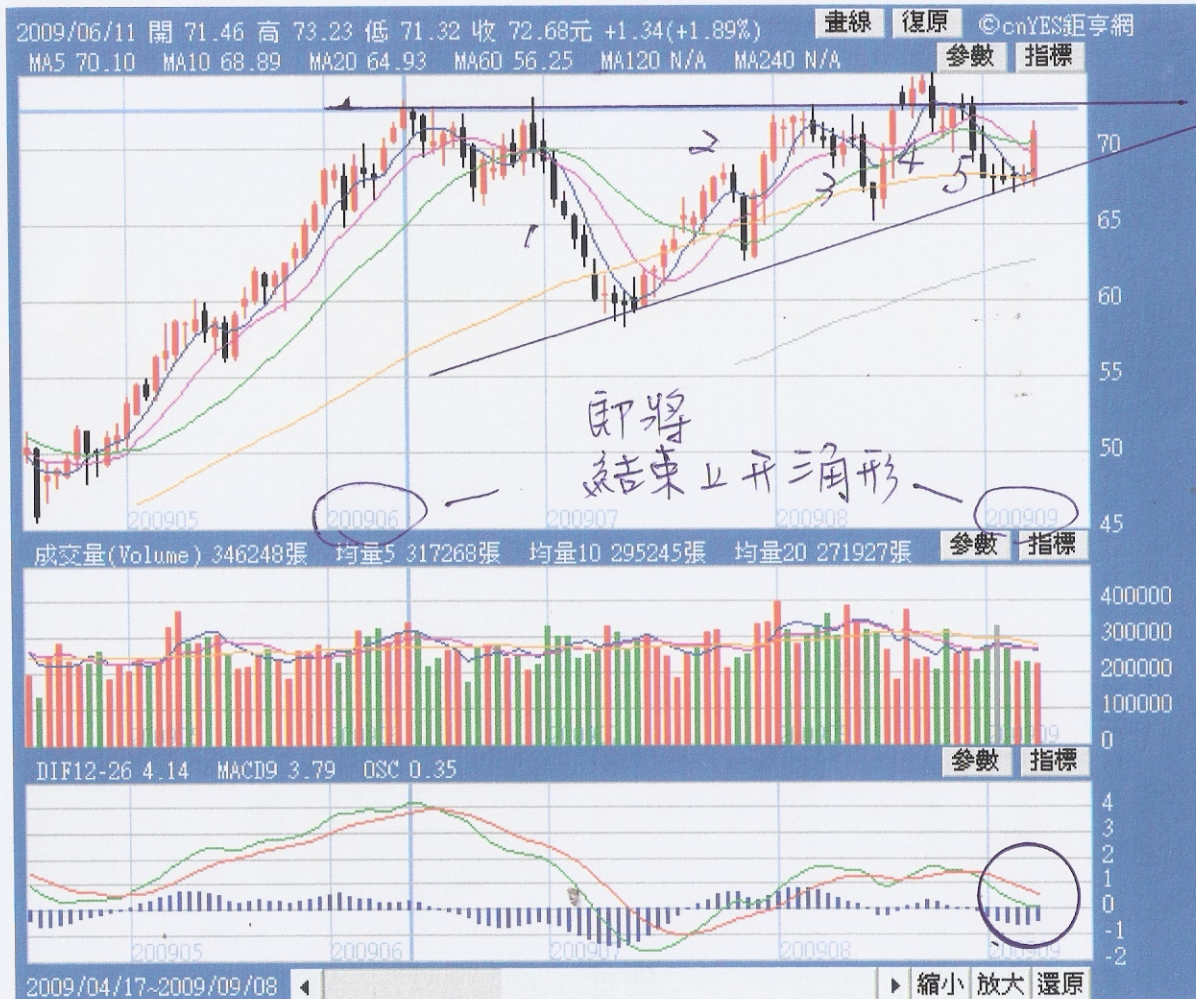 2009/06/11 開 71.46 高 73.23 低 71.32 收 72.68元 +1.34(+1.89%)
畫線 復原 ©cnYES鉅亨網
MA5 70.10 MA10 68.89 MA20 64.93 MA60 56.25 MA120 N/A MA240 N/A
參數 指標
70
65
60
55
50
45
1
2
3
4
5
即將
結束上升三角形
200905 200906 200907 200908 200909
成交量(Volume) 346248張 均量5 317268張 均量10 295245張 均量20 271927張
參數 指標
400000
300000
200000
100000
0
DIF12-26 4.14 MACD9 3.79 OSC 0.35
參數 指標
4
3
2
1
0
-1
-2
200905 200906 200907 200908 200909
2009/04/17~2009/09/08
縮小 放大 還原